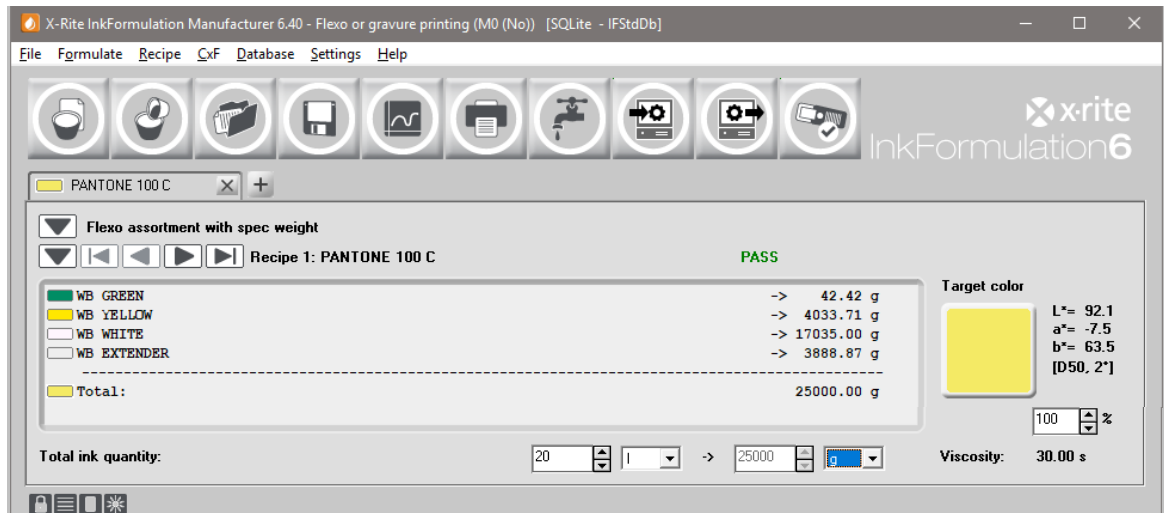 X-Rite InkFormulation Manufacturer 6.40 - Flexo or gravure printing (M0 (No)) [SQLite - IFStdDb]
File Formulate Recipe CxF Database Settings Help
x·rite
InkFormulation6
PANTONE 100 C
Flexo assortment with spec weight
Recipe 1: PANTONE 100 C PASS
WB GREEN -> 42.42 g
WB YELLOW -> 4033.71 g
WB WHITE -> 17035.00 g
WB EXTENDER -> 3888.87 g
Total: 25000.00 g
Target color
L*= 92.1
a*= -7.5
b*= 63.5
[D50, 2°]
100 %
Total ink quantity: 20 l -> 25000 g Viscosity: 30.00 s